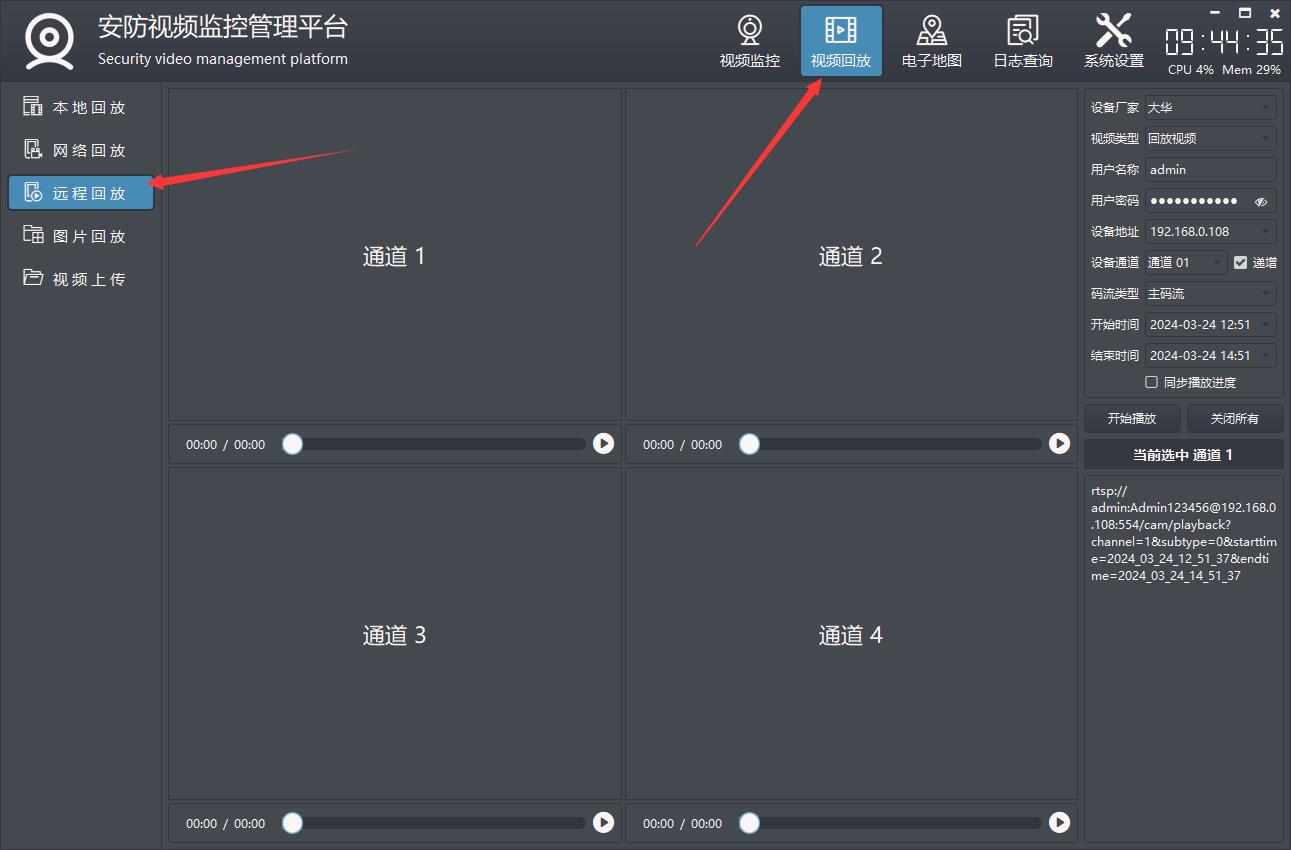 安防视频监控管理平台
Security video management platform
视频监控
视频回放
电子地图
日志查询
系统设置
09:44:35
CPU 4% Mem 29%
本地回放
网络回放
远程回放
图片回放
视频上传
通道 1
通道 2
00:00 / 00:00
00:00 / 00:00
通道 3
通道 4
00:00 / 00:00
00:00 / 00:00
设备厂家 大华
视频类型 回放视频
用户名称 admin
用户密码 ●●●●●●●●●●●
设备地址 192.168.0.108
设备通道 通道 01 递增
码流类型 主码流
开始时间 2024-03-24 12:51
结束时间 2024-03-24 14:51
同步播放进度
开始播放 关闭所有
当前选中 通道 1
rtsp://
admin:Admin123456@192.168.0
.108:554/cam/playback?
channel=1&subtype=0&starttim
e=2024_03_24_12_51_37&endti
me=2024_03_24_14_51_37